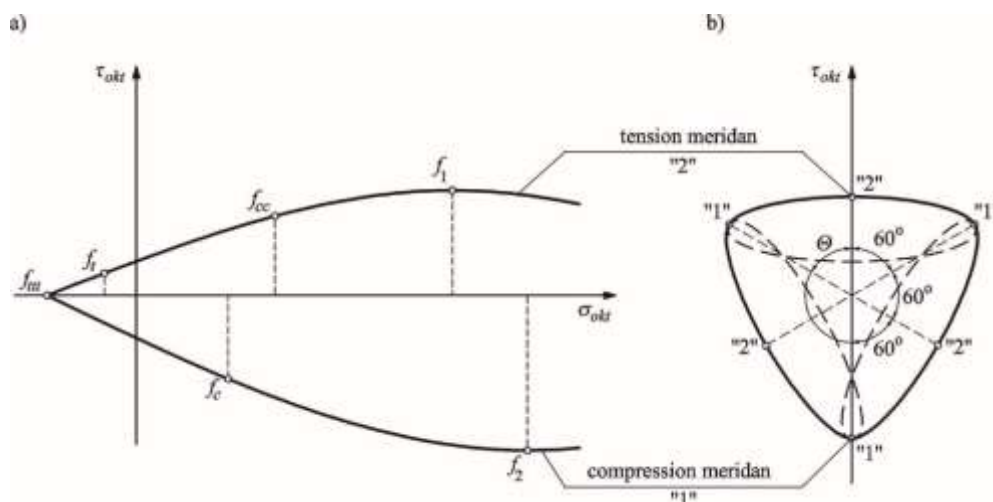 a)
b)
τokt
τokt
tension meridan
"2"
f1
fcc
ft
fttt
σokt
fc
f2
compression meridan
"1"
"2"
"1"
"1"
Θ
60°
60°
60°
"2"
"2"
"1"